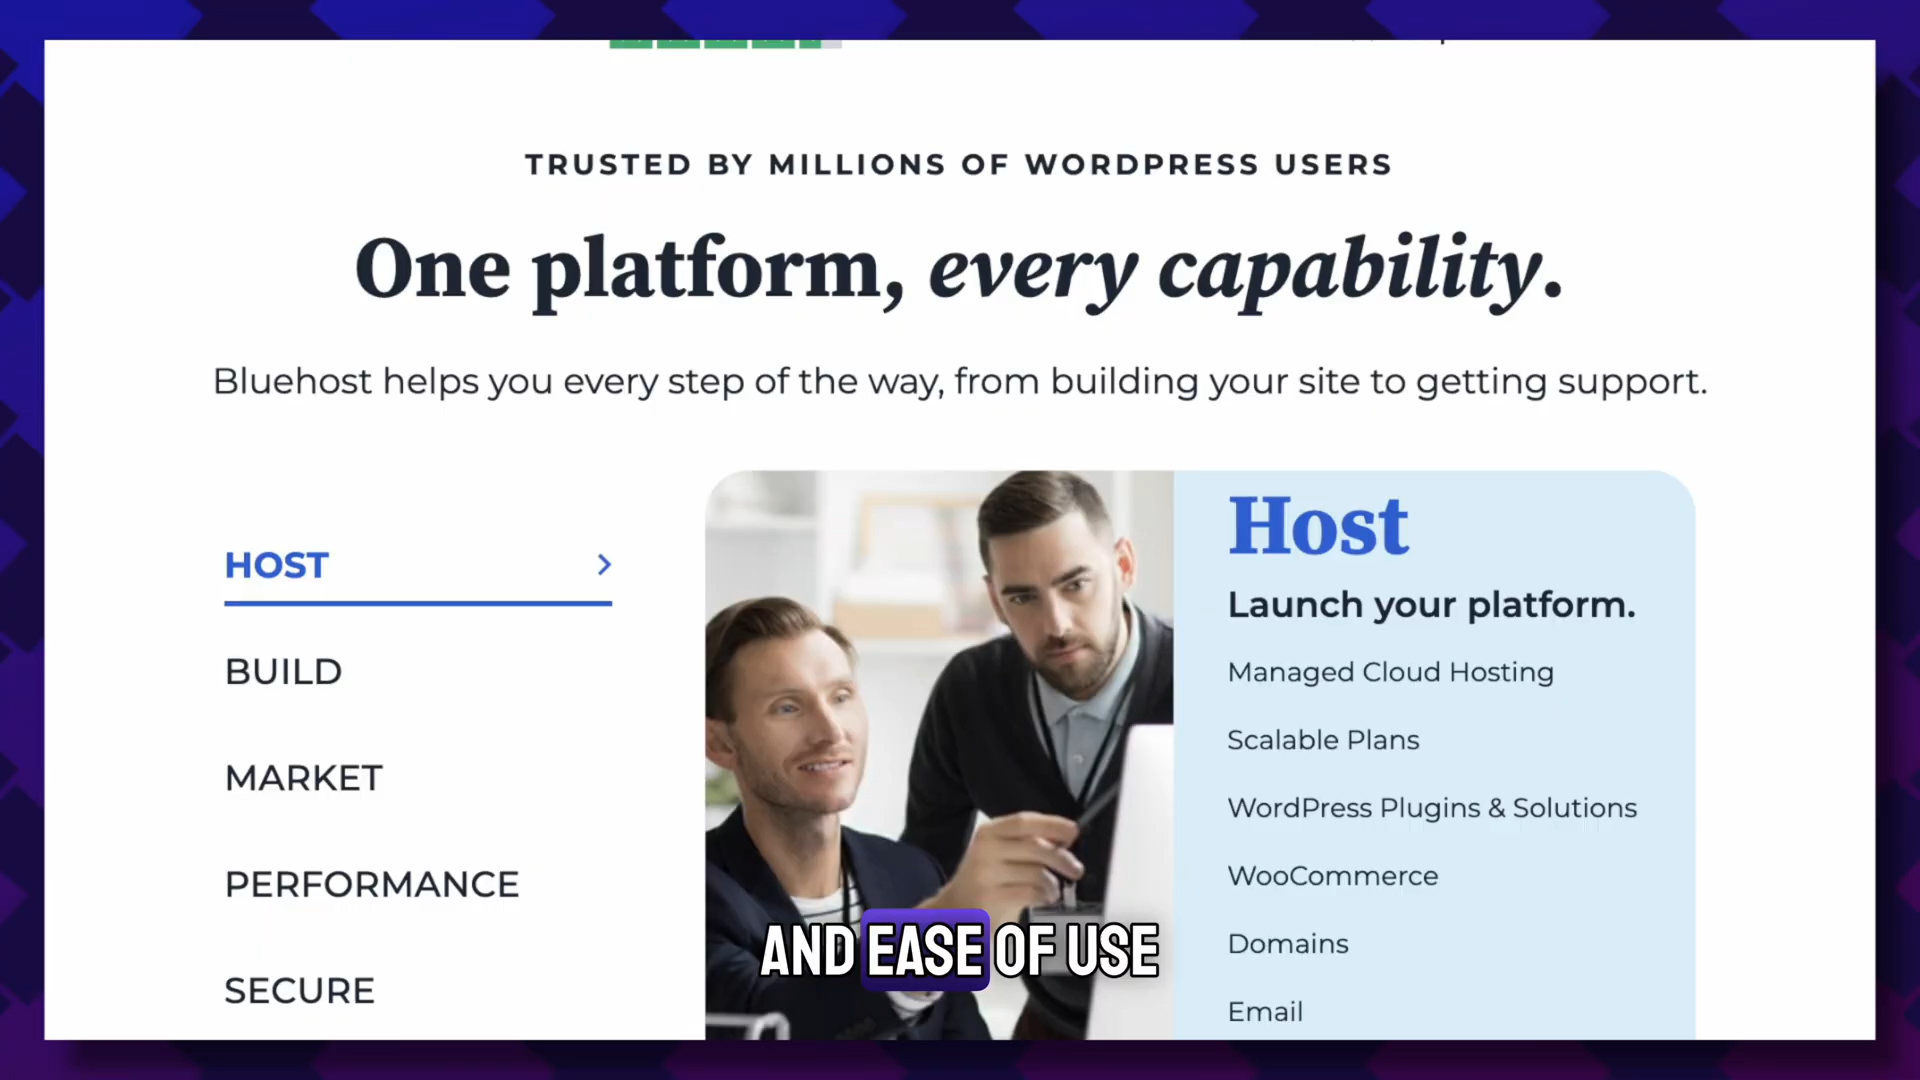 TRUSTED BY MILLIONS OF WORDPRESS USERS
One platform, every capability.
Bluehost helps you every step of the way, from building your site to getting support.
HOST
BUILD
MARKET
PERFORMANCE
SECURE
Host
Launch your platform.
Managed Cloud Hosting
Scalable Plans
WordPress Plugins & Solutions
WooCommerce
Domains
Email
AND EASE OF USE